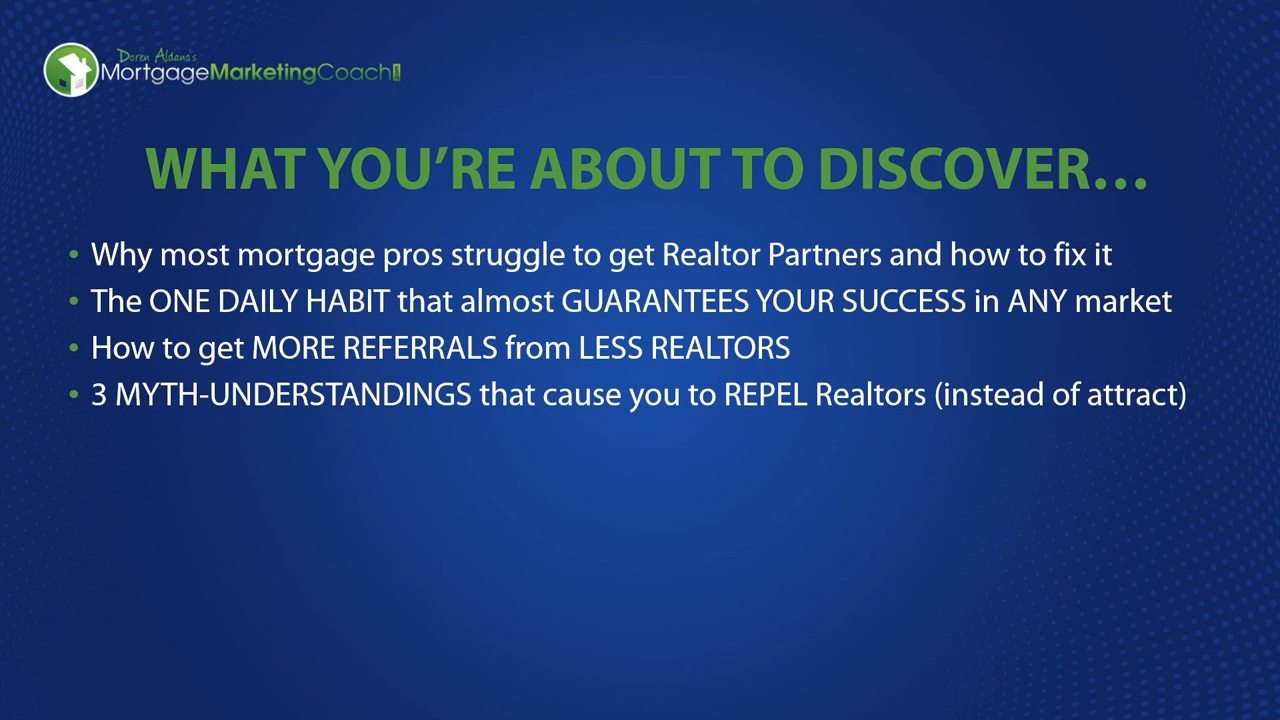 Doren Aldana's
MortgageMarketingCoach
WHAT YOU’RE ABOUT TO DISCOVER…
• Why most mortgage pros struggle to get Realtor Partners and how to fix it
• The ONE DAILY HABIT that almost GUARANTEES YOUR SUCCESS in ANY market
• How to get MORE REFERRALS from LESS REALTORS
• 3 MYTH-UNDERSTANDINGS that cause you to REPEL Realtors (instead of attract)